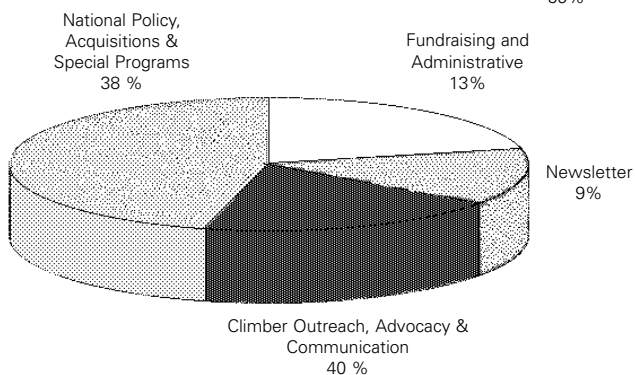 National Policy,
Acquisitions &
Special Programs
38 %
Fundraising and
Administrative
13%
Newsletter
9%
Climber Outreach, Advocacy &
Communication
40 %